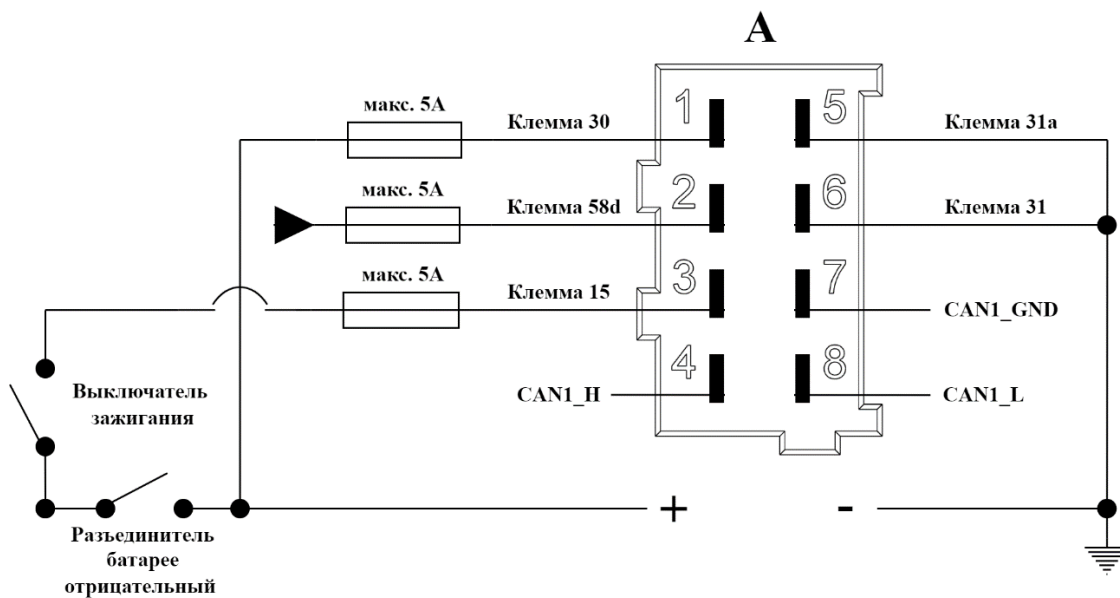 A
макс. 5А
Клемма 30
1
5
Клемма 31а
макс. 5А
Клемма 58d
2
6
Клемма 31
макс. 5А
Клемма 15
3
7
CAN1_GND
CAN1_H
4
8
CAN1_L
Выключатель
зажигания
+
-
Разъединитель
батарее
отрицательный